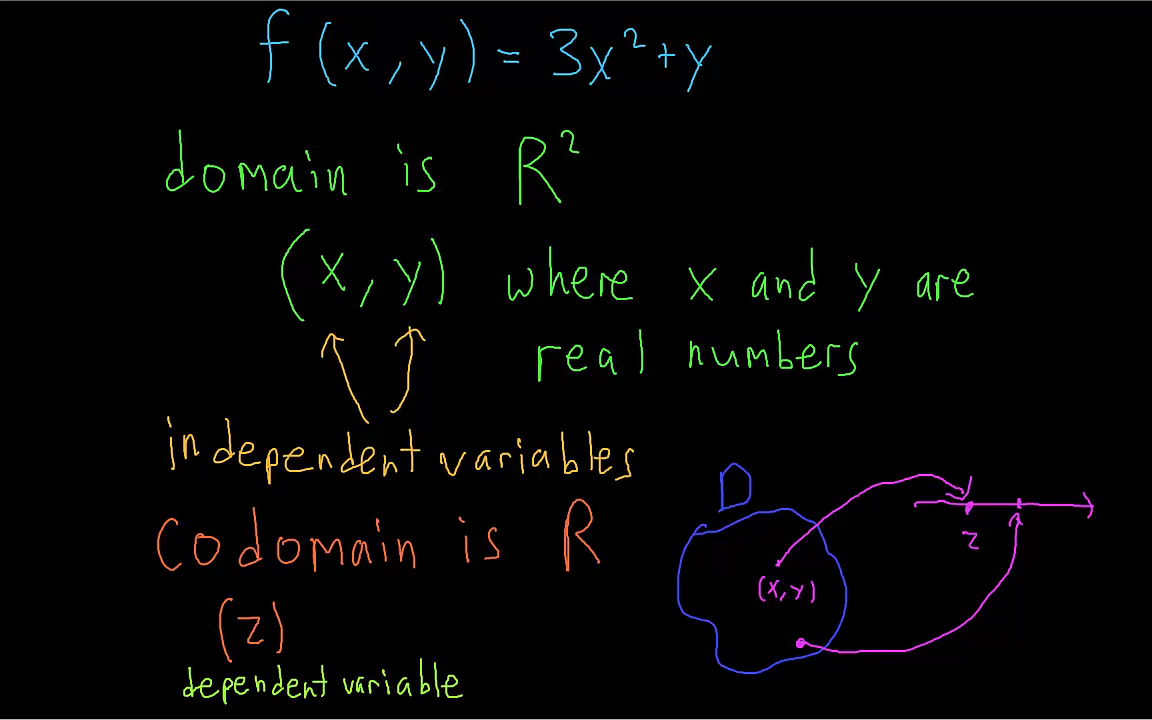 f(x, y) = 3x²+y
domain is R²
(x, y) where x and y are
real numbers
independent variables
Codomain is R
(z)
dependent variable
D
z
(x, y)